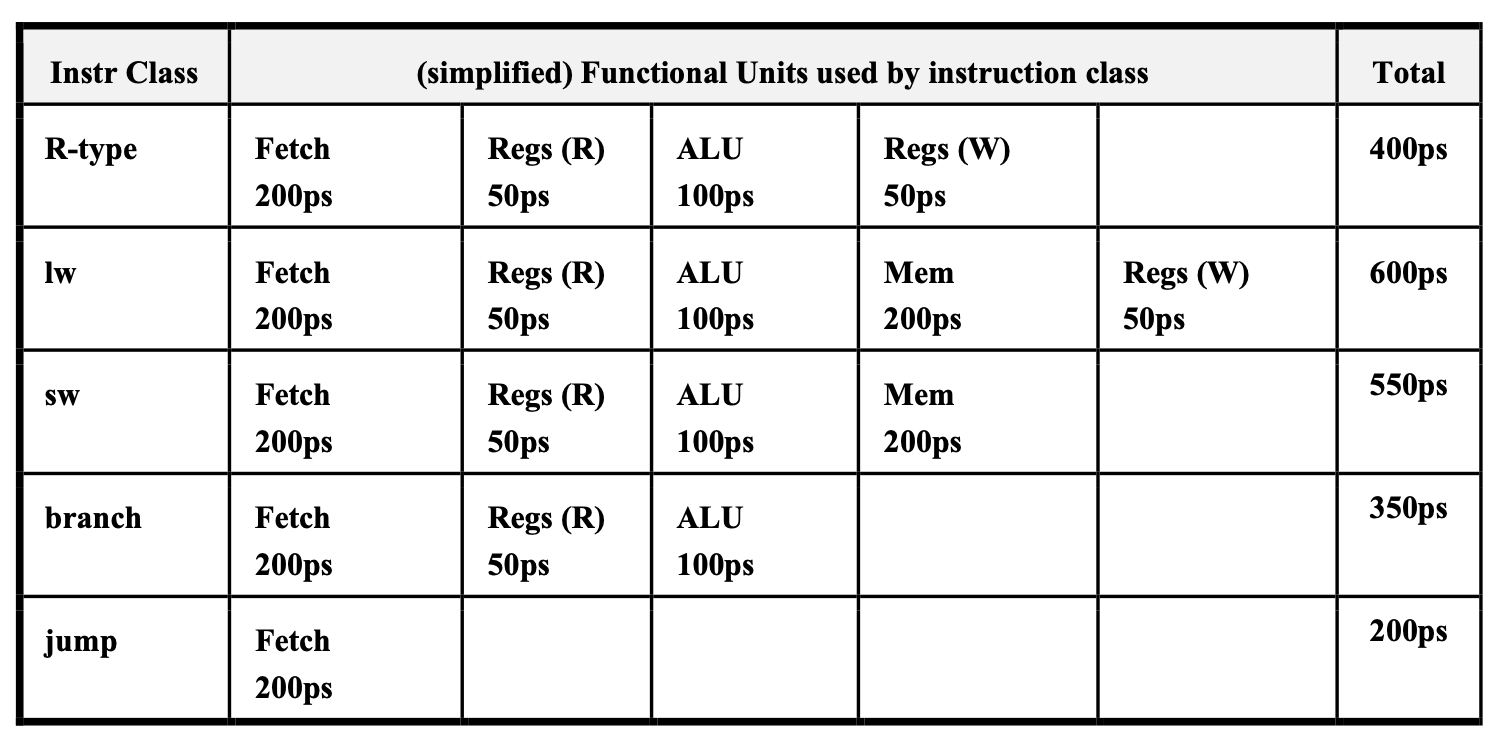 Instr Class (simplified) Functional Units used by instruction class Total
R-type Fetch Regs (R) ALU Regs (W) 400ps
200ps 50ps 100ps 50ps
lw Fetch Regs (R) ALU Mem Regs (W) 600ps
200ps 50ps 100ps 200ps 50ps
sw Fetch Regs (R) ALU Mem 550ps
200ps 50ps 100ps 200ps
branch Fetch Regs (R) ALU 350ps
200ps 50ps 100ps
jump Fetch 200ps
200ps